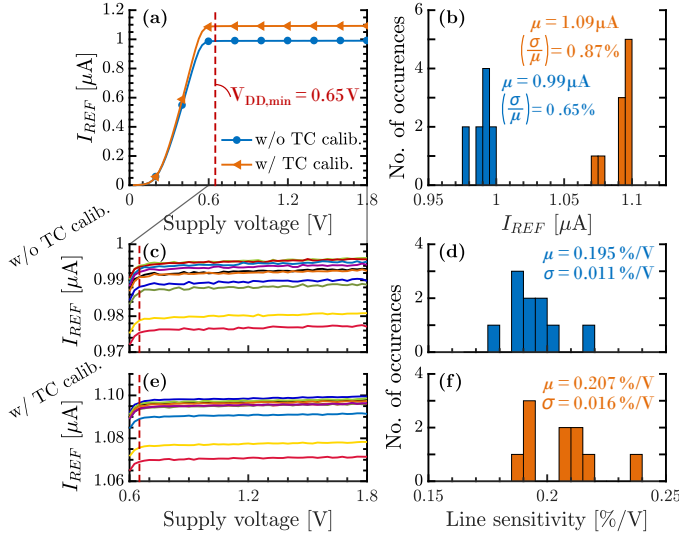 (a)
I_REF [μA]
1.2
1
0.8
0.6
0.4
0.2
0
V_DD,min = 0.65 V
w/o TC calib.
w/ TC calib.
0
0.6
1.2
1.8
Supply voltage [V]
(b)
No. of occurences
8
6
4
2
0
μ = 1.09μA
(σ/μ) = 0.87%
μ = 0.99μA
(σ/μ) = 0.65%
0.95
1
1.05
1.1
I_REF [μA]
w/o TC calib.
(c)
I_REF [μA]
1
0.99
0.98
0.97
(d)
No. of occurences
4
2
0
μ = 0.195 %/V
σ = 0.011 %/V
w/ TC calib.
(e)
I_REF [μA]
1.10
1.08
1.06
0.6
1.2
1.8
Supply voltage [V]
(f)
4
2
0
μ = 0.207 %/V
σ = 0.016 %/V
0.15
0.2
0.25
Line sensitivity [%/V]